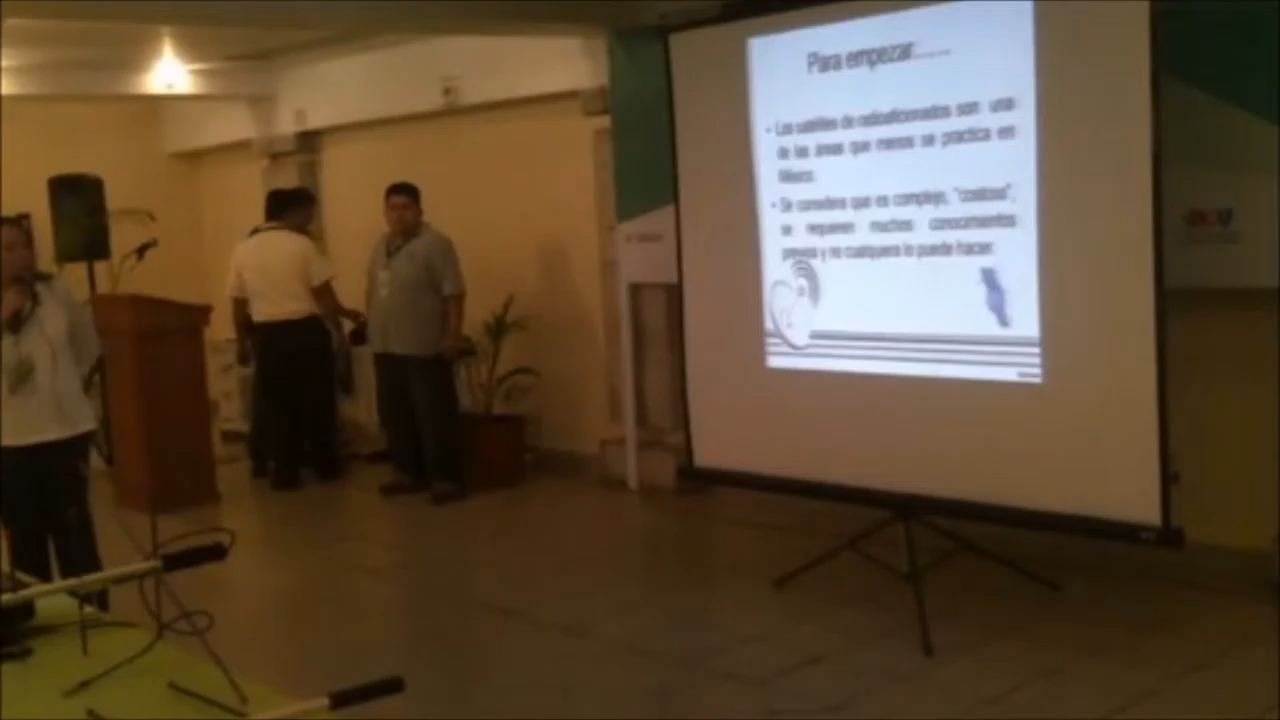 Para empezar......
• Los satélites de radioaficionados son una
de las áreas que menos se practica en
México.
• Se considera que es complejo, "costoso",
se requieren muchos conocimientos
previos y no cualquiera lo puede hacer.